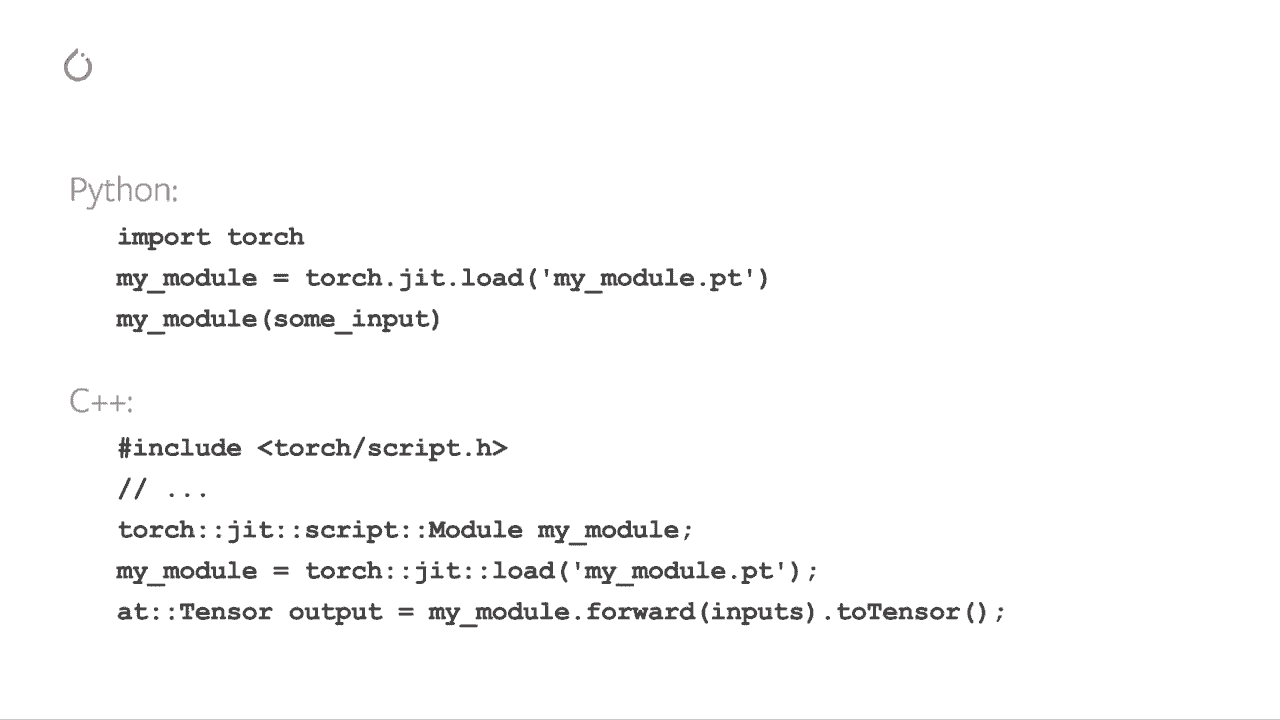 Python:
import torch
my_module = torch.jit.load('my_module.pt')
my_module(some_input)
C++:
#include <torch/script.h>
// ...
torch::jit::script::Module my_module;
my_module = torch::jit::load('my_module.pt');
at::Tensor output = my_module.forward(inputs).toTensor();